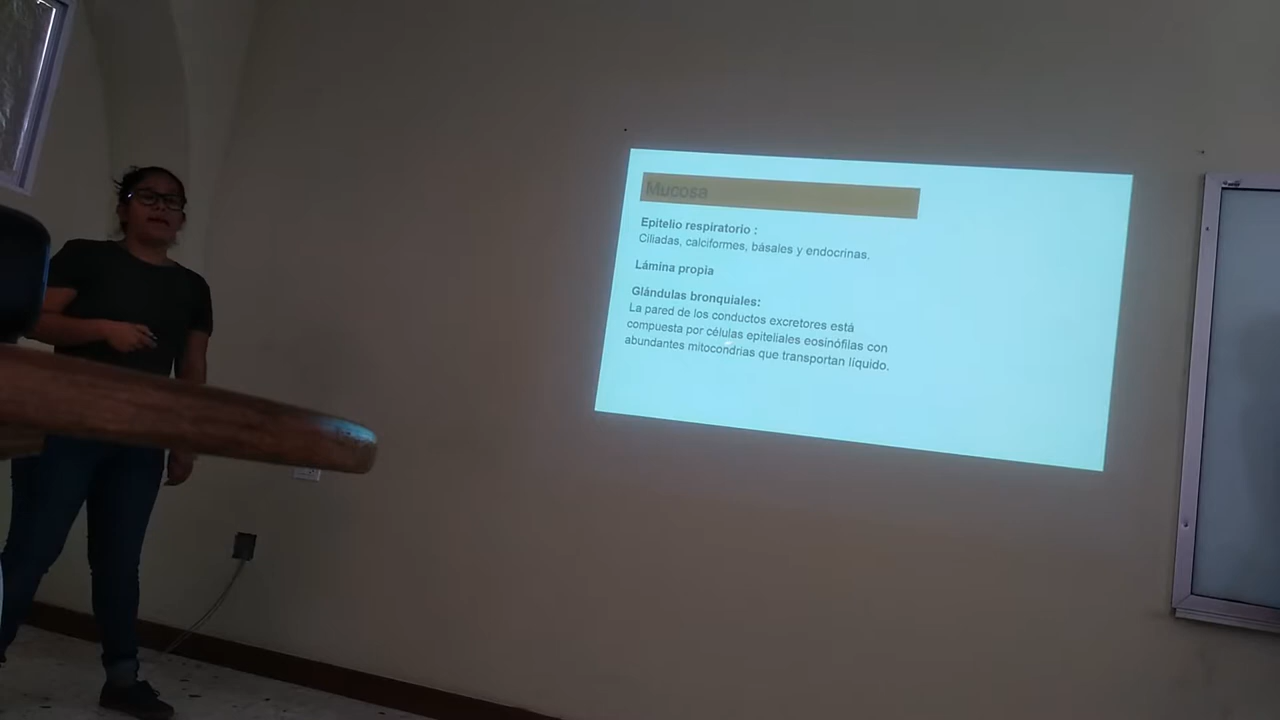 Mucosa
Epitelio respiratorio :
Ciliadas, calciformes, básales y endocrinas.
Lámina propia
Glándulas bronquiales:
La pared de los conductos excretores está
compuesta por células epiteliales eosinófilas con
abundantes mitocondrias que transportan líquido.